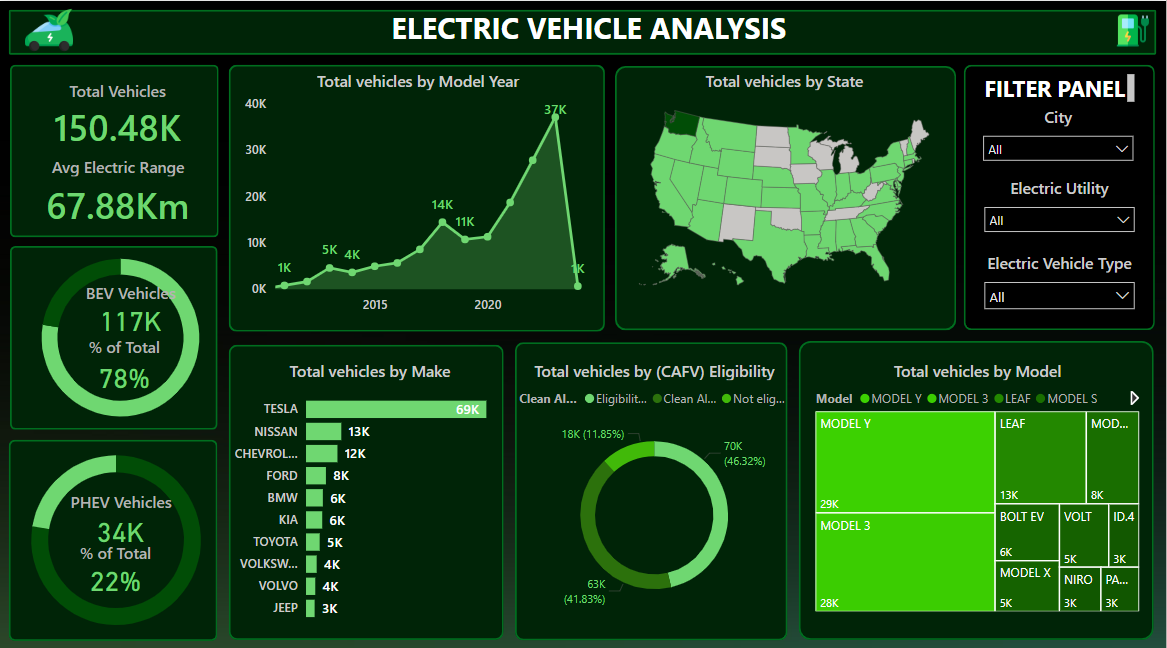 ELECTRIC VEHICLE ANALYSIS
Total Vehicles
150.48K
Avg Electric Range
67.88Km
BEV Vehicles
117K
% of Total
78%
PHEV Vehicles
34K
% of Total
22%
Total vehicles by Model Year
40K
30K
20K
10K
0K
1K
5K
4K
14K
11K
37K
1K
2015
2020
Total vehicles by State
FILTER PANEL
City
All
Electric Utility
All
Electric Vehicle Type
All
Total vehicles by Make
TESLA 69K
NISSAN 13K
CHEVROL... 12K
FORD 8K
BMW 6K
KIA 6K
TOYOTA 5K
VOLKSW... 4K
VOLVO 4K
JEEP 3K
Total vehicles by (CAFV) Eligibility
Clean Al... Eligibilit... Clean Al... Not elig...
18K (11.85%)
70K
(46.32%)
63K
(41.83%)
Total vehicles by Model
Model MODEL Y MODEL 3 LEAF MODEL S
MODEL Y
29K
MODEL 3
28K
LEAF
13K
MOD...
8K
BOLT EV
6K
MODEL X
5K
VOLT
5K
ID.4
3K
NIRO
3K
PA...
3K